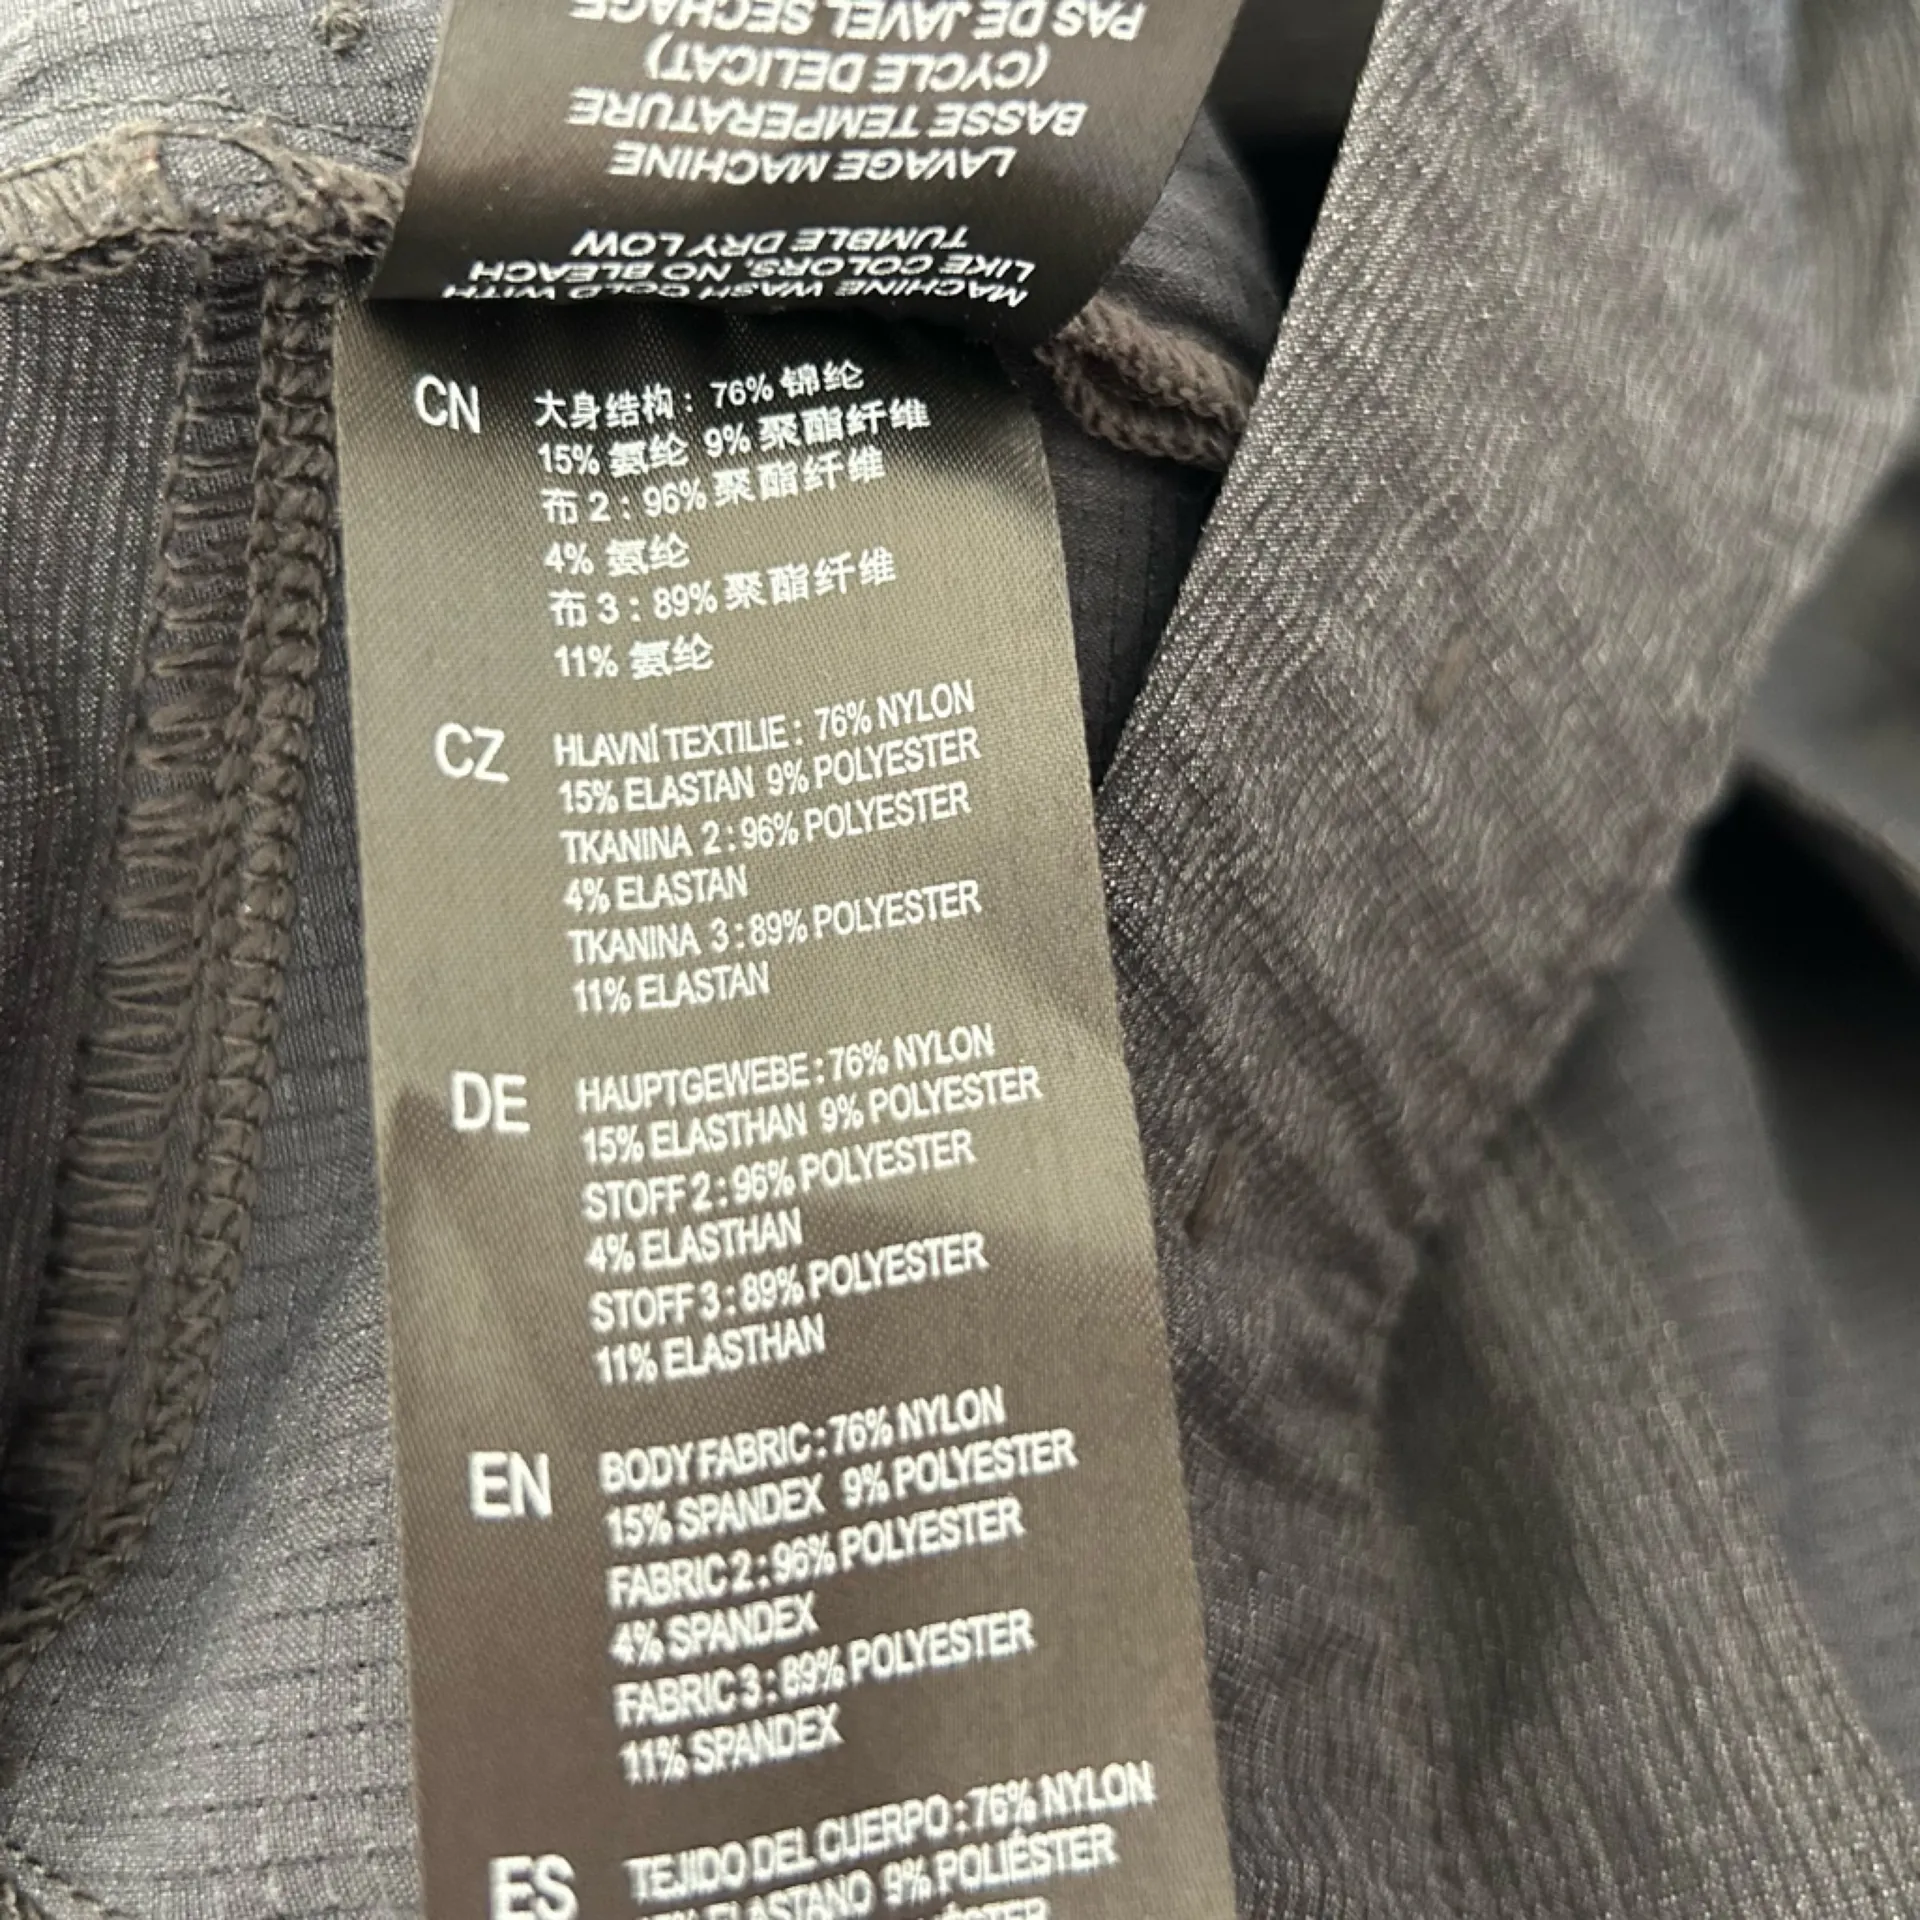 MACHINE WASH COLD WITH
LIKE COLORS, NO BLEACH
TUMBLE DRY LOW
LAVAGE MACHINE
BASSE TEMPERATURE
(CYCLE DELICAT)
PAS DE JAVEL SECHAGE
CN
大身结构：76% 锦纶
15% 氨纶 9% 聚酯纤维
布 2：96% 聚酯纤维
4% 氨纶
布 3：89% 聚酯纤维
11% 氨纶
CZ
HLAVNÍ TEXTILIE : 76% NYLON
15% ELASTAN 9% POLYESTER
TKANINA 2 : 96% POLYESTER
4% ELASTAN
TKANINA 3 : 89% POLYESTER
11% ELASTAN
DE
HAUPTGEWEBE : 76% NYLON
15% ELASTHAN 9% POLYESTER
STOFF 2 : 96% POLYESTER
4% ELASTHAN
STOFF 3 : 89% POLYESTER
11% ELASTHAN
EN
BODY FABRIC : 76% NYLON
15% SPANDEX 9% POLYESTER
FABRIC 2 : 96% POLYESTER
4% SPANDEX
FABRIC 3 : 89% POLYESTER
11% SPANDEX
ES
TEJIDO DEL CUERPO : 76% NYLON
15% ELASTANO 9% POLIÉSTER